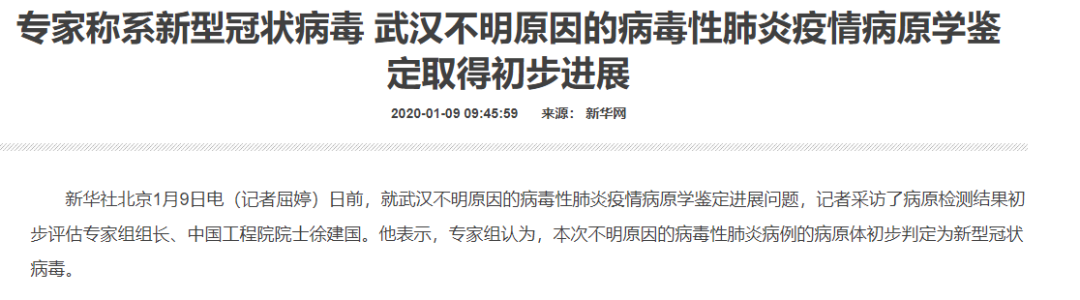 专家称系新型冠状病毒 武汉不明原因的病毒性肺炎疫情病原学鉴
定取得初步进展
2020-01-09 09:45:59 来源： 新华网
新华社北京1月9日电（记者屈婷）日前，就武汉不明原因的病毒性肺炎疫情病原学鉴定进展问题，记者采访了病原检测结果初
步评估专家组组长、中国工程院院士徐建国。他表示，专家组认为，本次不明原因的病毒性肺炎病例的病原体初步判定为新型冠状
病毒。